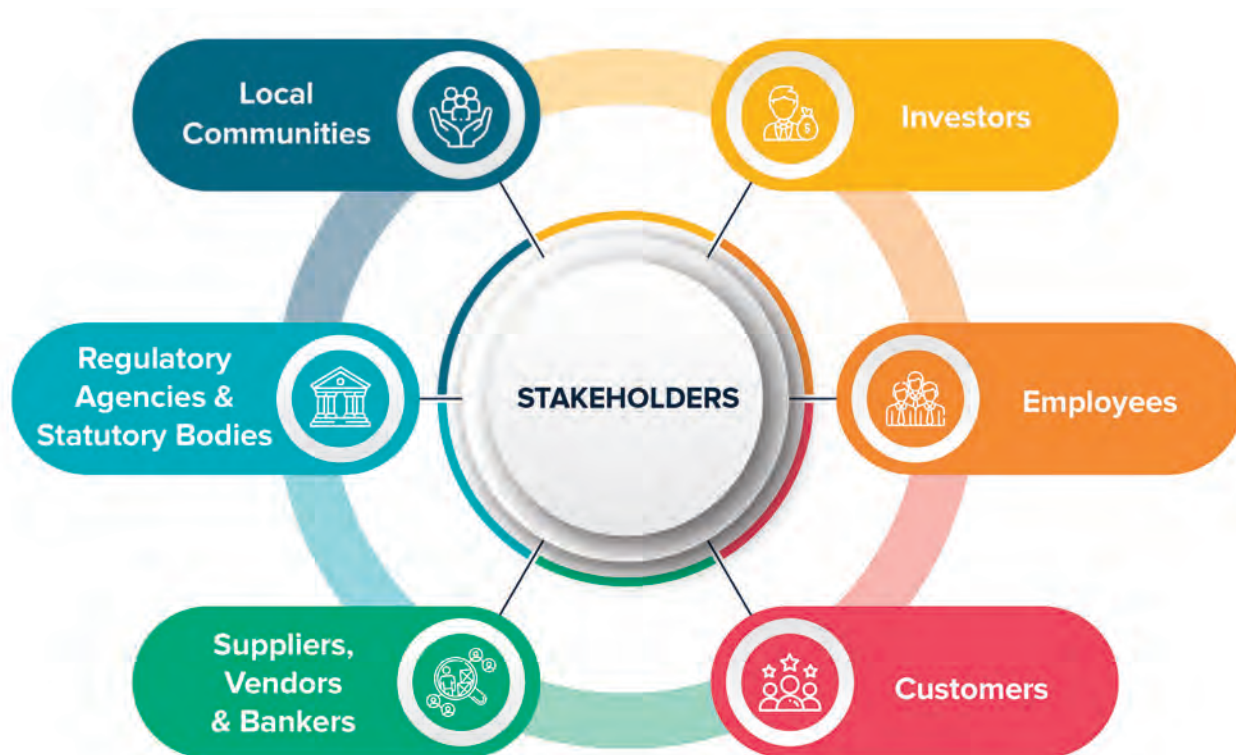 Local
Communities
Investors
Regulatory
Agencies &
Statutory Bodies
STAKEHOLDERS
Employees
Suppliers,
Vendors
& Bankers
Customers
$